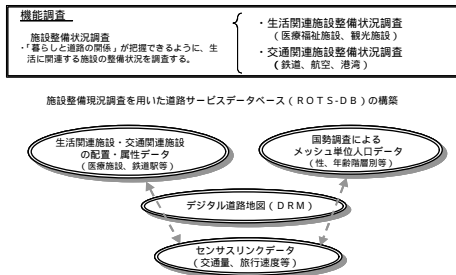 機能調査
施設整備状況調査
・「暮らしと道路の関係」が把握できるように、生
活に関連する施設の整備状況を調査する。
・生活関連施設整備状況調査
（医療福祉施設、観光施設）
・交通関連施設整備状況調査
（鉄道、航空、港湾）
施設整備現況調査を用いた道路サービスデータベース（ＲＯＴＳ-ＤＢ）の構築
生活関連施設・交通関連施設
の配置・属性データ
（医療施設、鉄道駅等）
国勢調査による
メッシュ単位人口データ
（性、年齢階層別等）
デジタル道路地図（ＤＲＭ）
センサスリンクデータ
（交通量、旅行速度等）